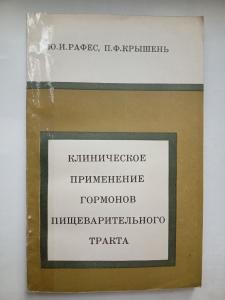 Ю.И.РАФЕС, П.Ф.КРЫШЕНЬ
КЛИНИЧЕСКОЕ
ПРИМЕНЕНИЕ
ГОРМОНОВ
ПИЩЕВАРИТЕЛЬНОГО
ТРАКТА